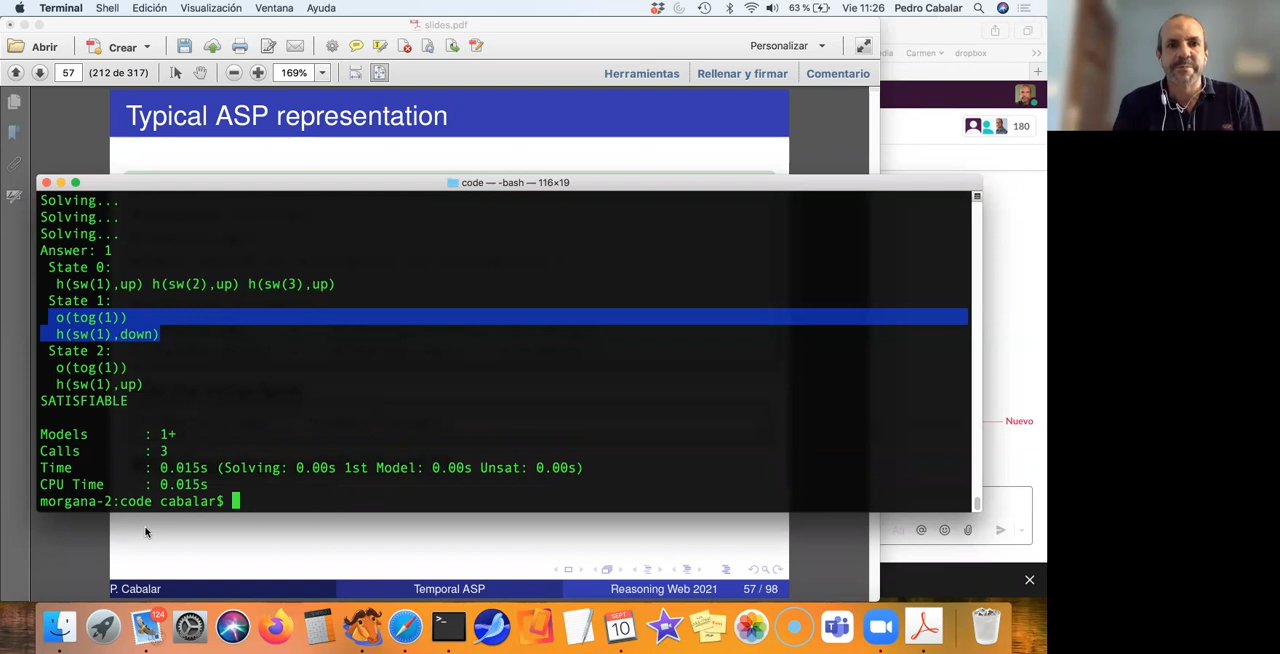 Terminal Shell Edición Visualización Ventana Ayuda
63 % Vie 11:26 Pedro Cabalar
slides.pdf
Abrir Crear Personalizar
57 (212 de 317) 169% Herramientas Rellenar y firmar Comentario
Carmen dropbox
180
Typical ASP representation
code — -bash — 116×19
Solving...
Solving...
Solving...
Answer: 1
State 0:
h(sw(1),up) h(sw(2),up) h(sw(3),up)
State 1:
o(tog(1))
h(sw(1),down)
State 2:
o(tog(1))
h(sw(1),up)
SATISFIABLE
Models : 1+
Calls : 3
Time : 0.015s (Solving: 0.00s 1st Model: 0.00s Unsat: 0.00s)
CPU Time : 0.015s
morgana-2:code cabalar$
Nuevo
P. Cabalar Temporal ASP Reasoning Web 2021 57 / 98
124
SEPT
10